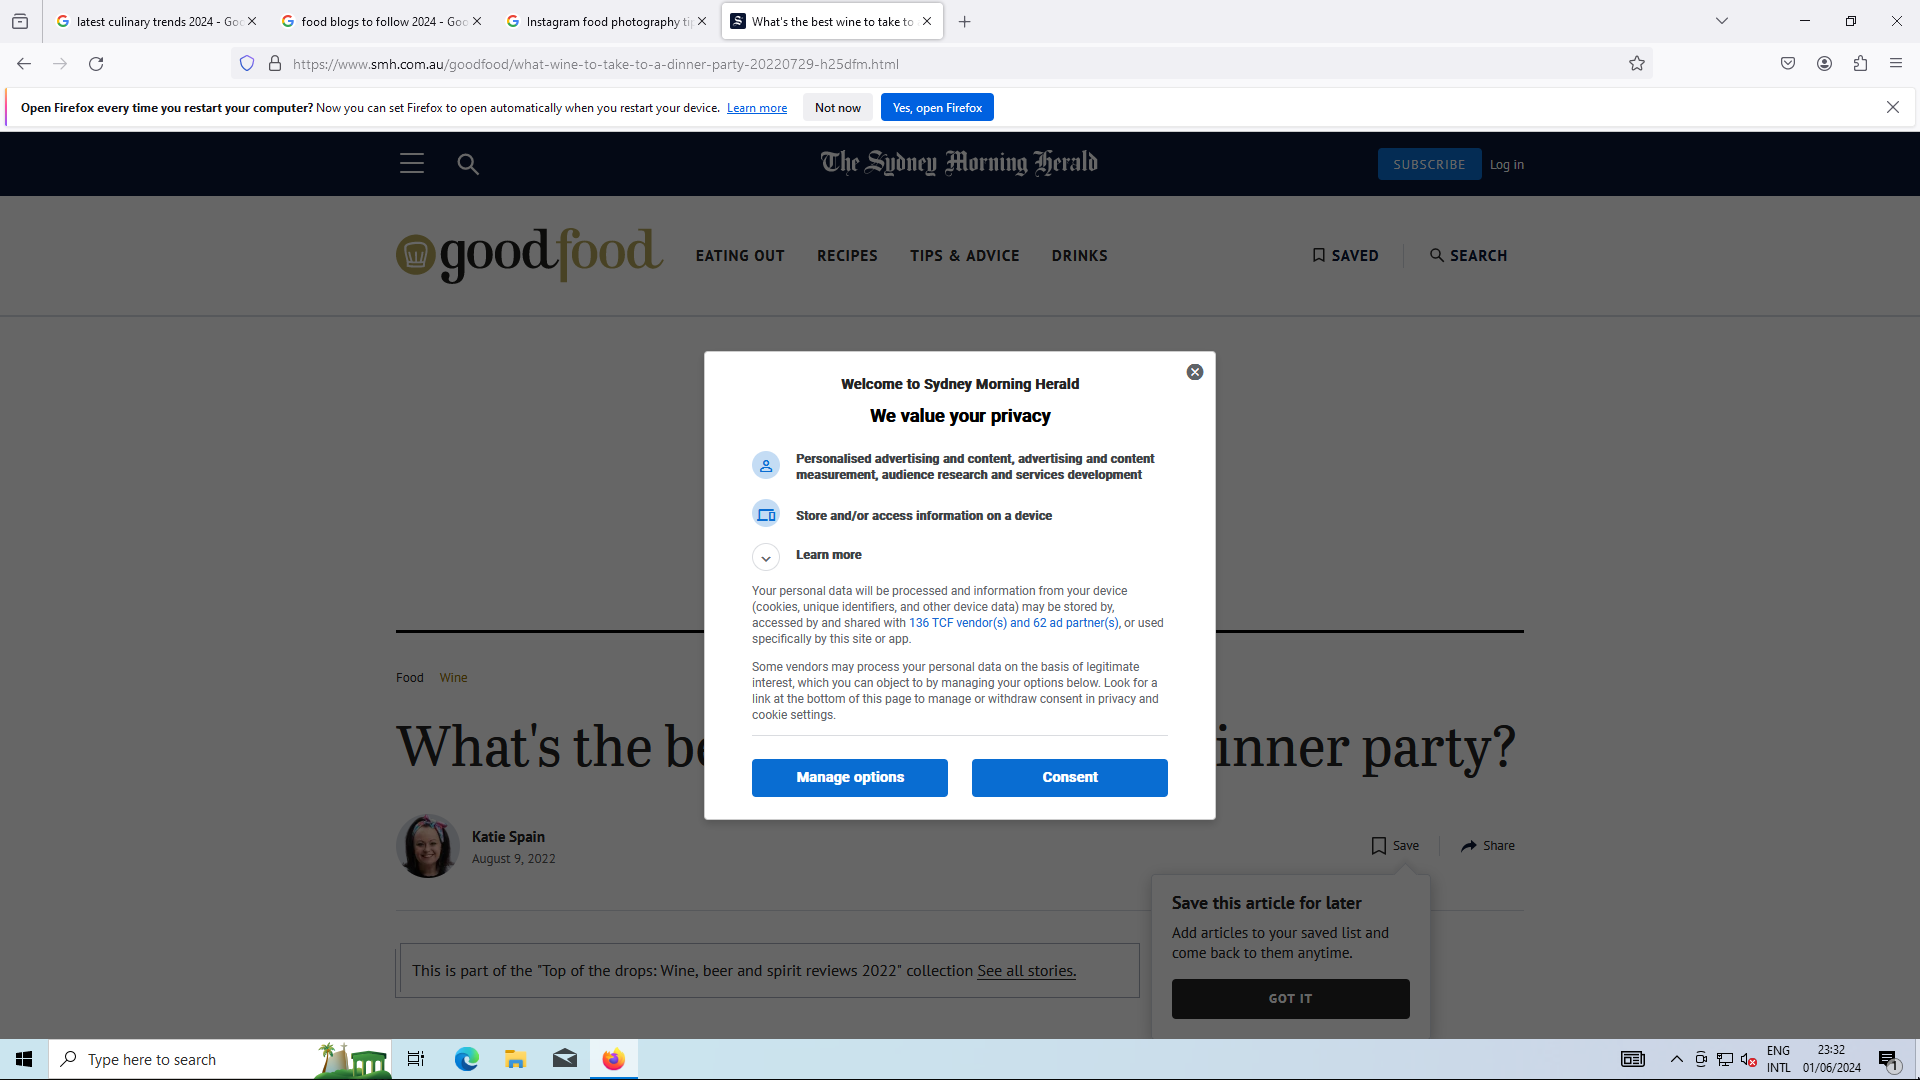 latest culinary trends 2024 - Goo
food blogs to follow 2024 - Goo
Instagram food photography tip
What's the best wine to take to
https://www.smh.com.au/goodfood/what-wine-to-take-to-a-dinner-party-20220729-h25dfm.html
Open Firefox every time you restart your computer? Now you can set Firefox to open automatically when you restart your device. Learn more
Not now
Yes, open Firefox
The Sydney Morning Herald
SUBSCRIBE
Log in
goodfood
EATING OUT
RECIPES
TIPS & ADVICE
DRINKS
SAVED
SEARCH
Welcome to Sydney Morning Herald
We value your privacy
Personalised advertising and content, advertising and content
measurement, audience research and services development
Store and/or access information on a device
Learn more
Your personal data will be processed and information from your device
(cookies, unique identifiers, and other device data) may be stored by,
accessed by and shared with 136 TCF vendor(s) and 62 ad partner(s), or used
specifically by this site or app.
Some vendors may process your personal data on the basis of legitimate
interest, which you can object to by managing your options below. Look for a
link at the bottom of this page to manage or withdraw consent in privacy and
cookie settings.
Manage options
Consent
Food
Wine
What's the be
inner party?
Katie Spain
August 9, 2022
Save
Share
Save this article for later
Add articles to your saved list and
come back to them anytime.
GOT IT
This is part of the "Top of the drops: Wine, beer and spirit reviews 2022" collection See all stories.
Type here to search
ENG
INTL
23:32
01/06/2024
1